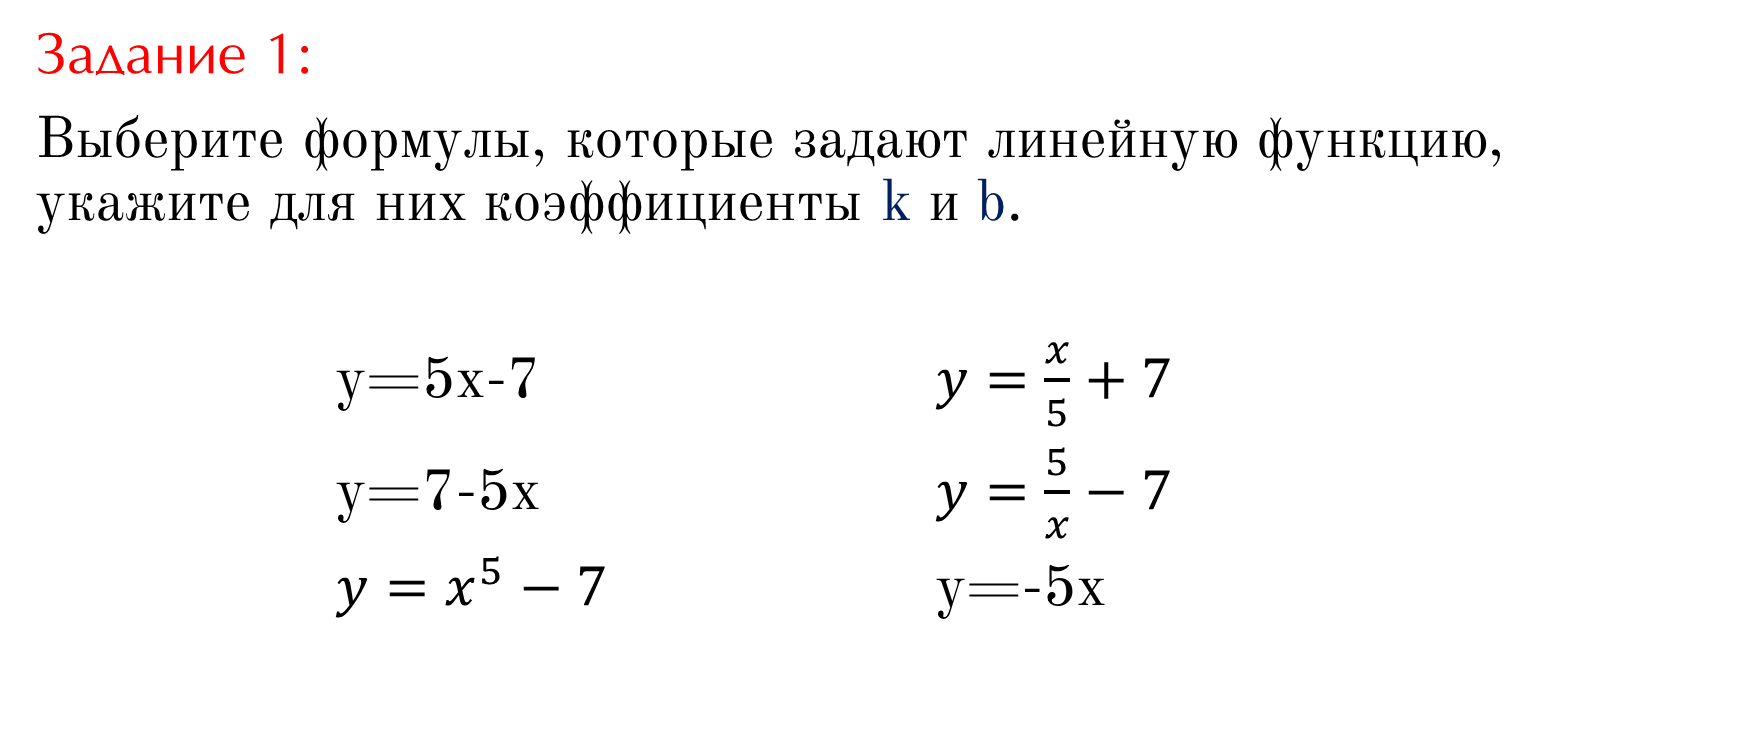 Задание 1:
Выберите формулы, которые задают линейную функцию,
укажите для них коэффициенты k и b.
y=5x-7
y = x/5 + 7
y=7-5x
y = 5/x − 7
y = x⁵ − 7
y=-5x